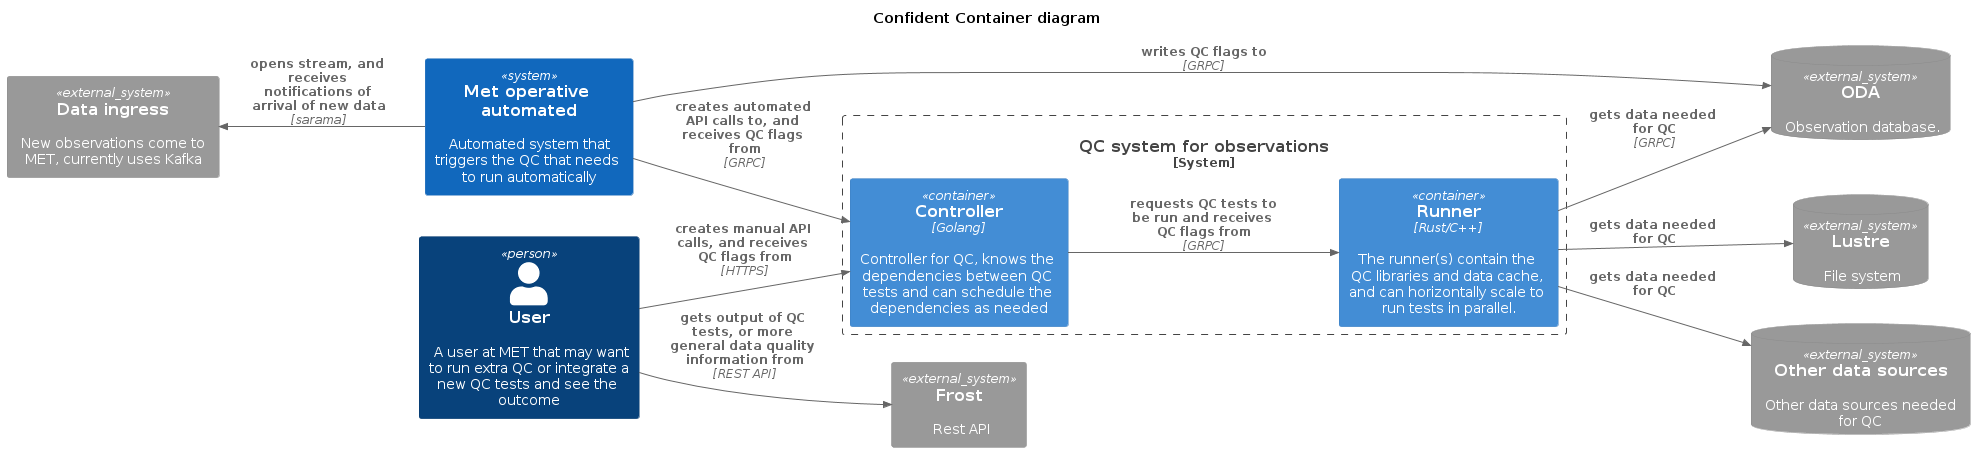 Confident Container diagram
«external_system»
Data ingress
New observations come to
MET, currently uses Kafka
opens stream, and
receives
notifications of
arrival of new data
[sarama]
«system»
Met operative
automated
Automated system that
triggers the QC that needs
to run automatically
«person»
User
A user at MET that may want
to run extra QC or integrate a
new QC tests and see the
outcome
writes QC flags to
[GRPC]
creates automated
API calls to, and
receives QC flags
from
[GRPC]
creates manual API
calls, and receives
QC flags from
[HTTPS]
gets output of QC
tests, or more
general data quality
information from
[REST API]
QC system for observations
[System]
«container»
Controller
[Golang]
Controller for QC, knows the
dependencies between QC
tests and can schedule the
dependencies as needed
requests QC tests to
be run and receives
QC flags from
[GRPC]
«container»
Runner
[Rust/C++]
The runner(s) contain the
QC libraries and data cache,
and can horizontally scale to
run tests in parallel.
«external_system»
Frost
Rest API
gets data needed
for QC
[GRPC]
gets data needed
for QC
gets data needed
for QC
«external_system»
ODA
Observation database.
«external_system»
Lustre
File system
«external_system»
Other data sources
Other data sources needed
for QC